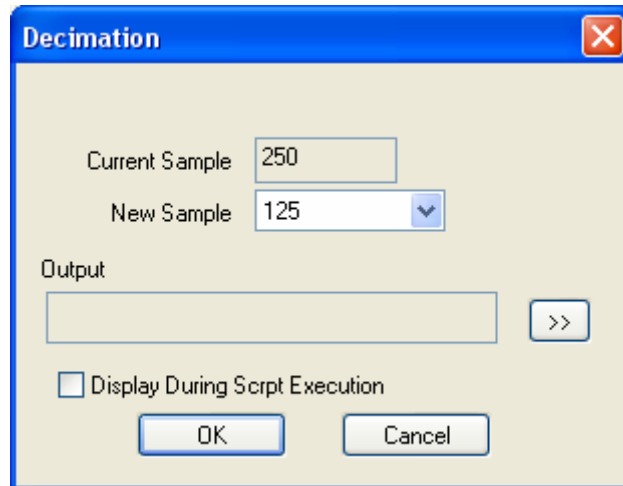 Decimation
Current Sample 250
New Sample 125
Output
>>
Display During Scrpt Execution
OK Cancel